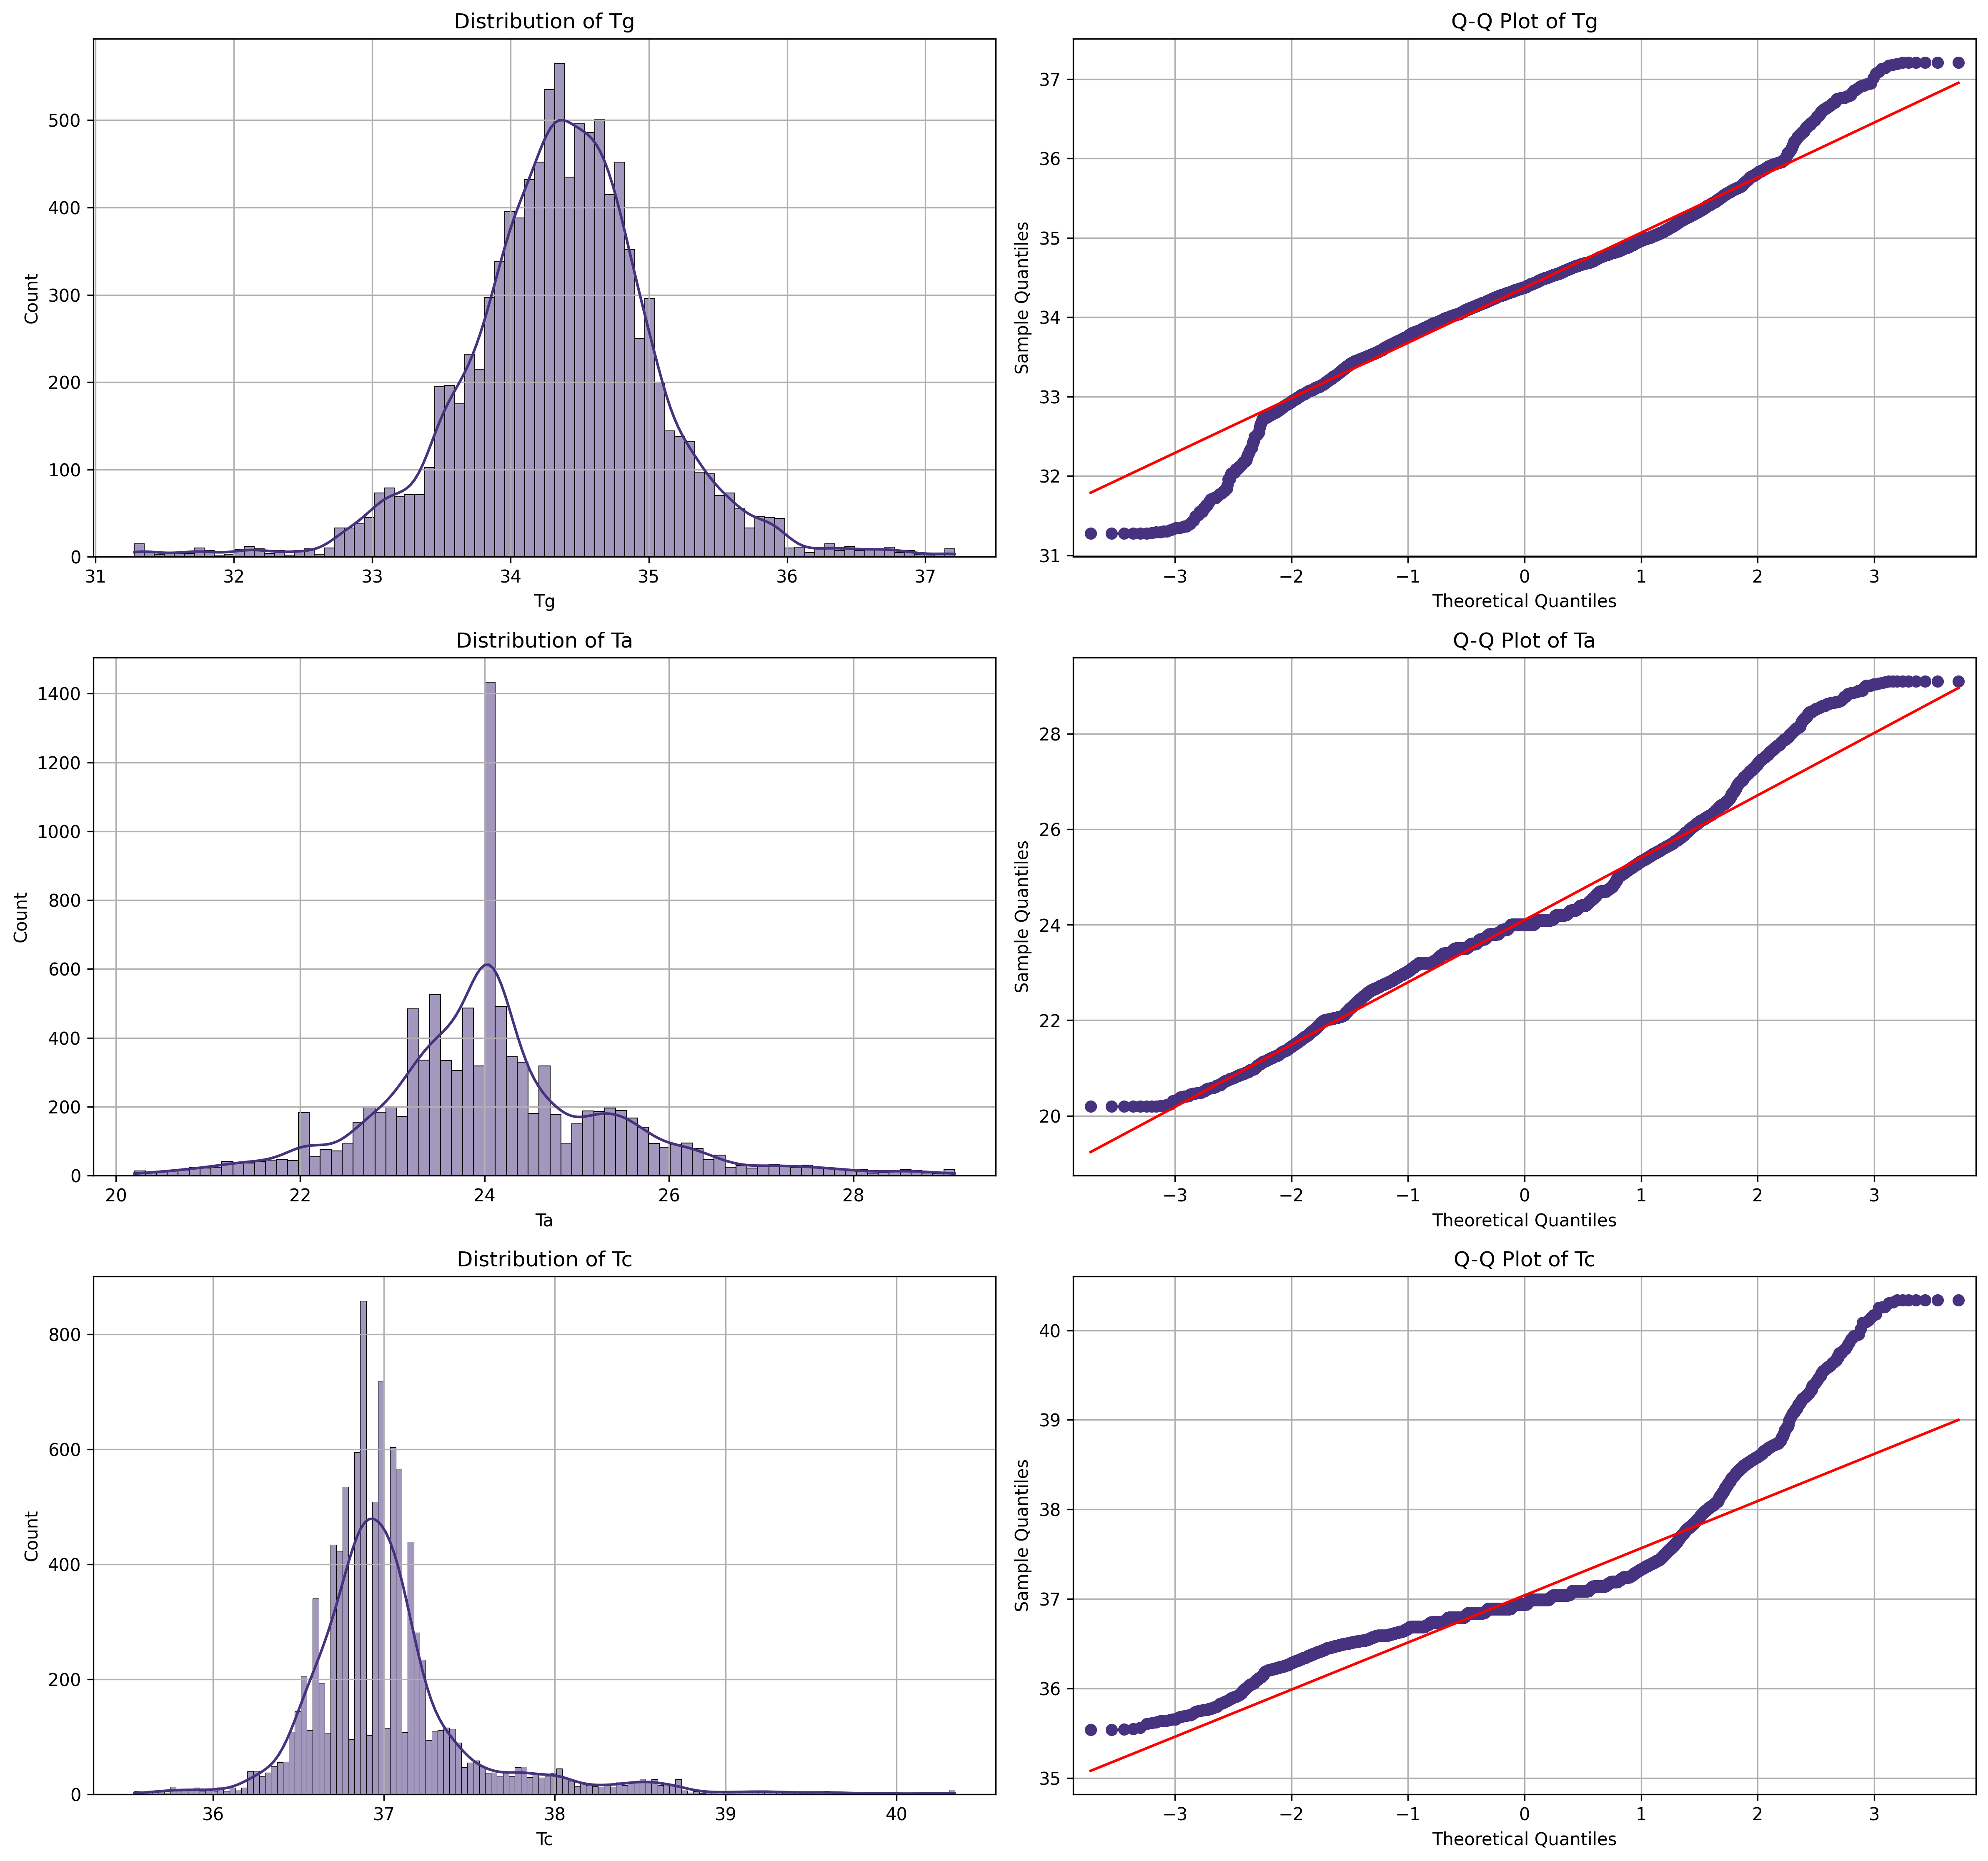 Distribution of Tg
Count
500
400
300
200
100
0
31 32 33 34 35 36 37
Tg
Q-Q Plot of Tg
Sample Quantiles
37
36
35
34
33
32
31
−3 −2 −1 0 1 2 3
Theoretical Quantiles
Distribution of Ta
Count
1400
1200
1000
800
600
400
200
0
20 22 24 26 28
Ta
Q-Q Plot of Ta
Sample Quantiles
28
26
24
22
20
−3 −2 −1 0 1 2 3
Theoretical Quantiles
Distribution of Tc
Count
800
600
400
200
0
36 37 38 39 40
Tc
Q-Q Plot of Tc
Sample Quantiles
40
39
38
37
36
35
−3 −2 −1 0 1 2 3
Theoretical Quantiles